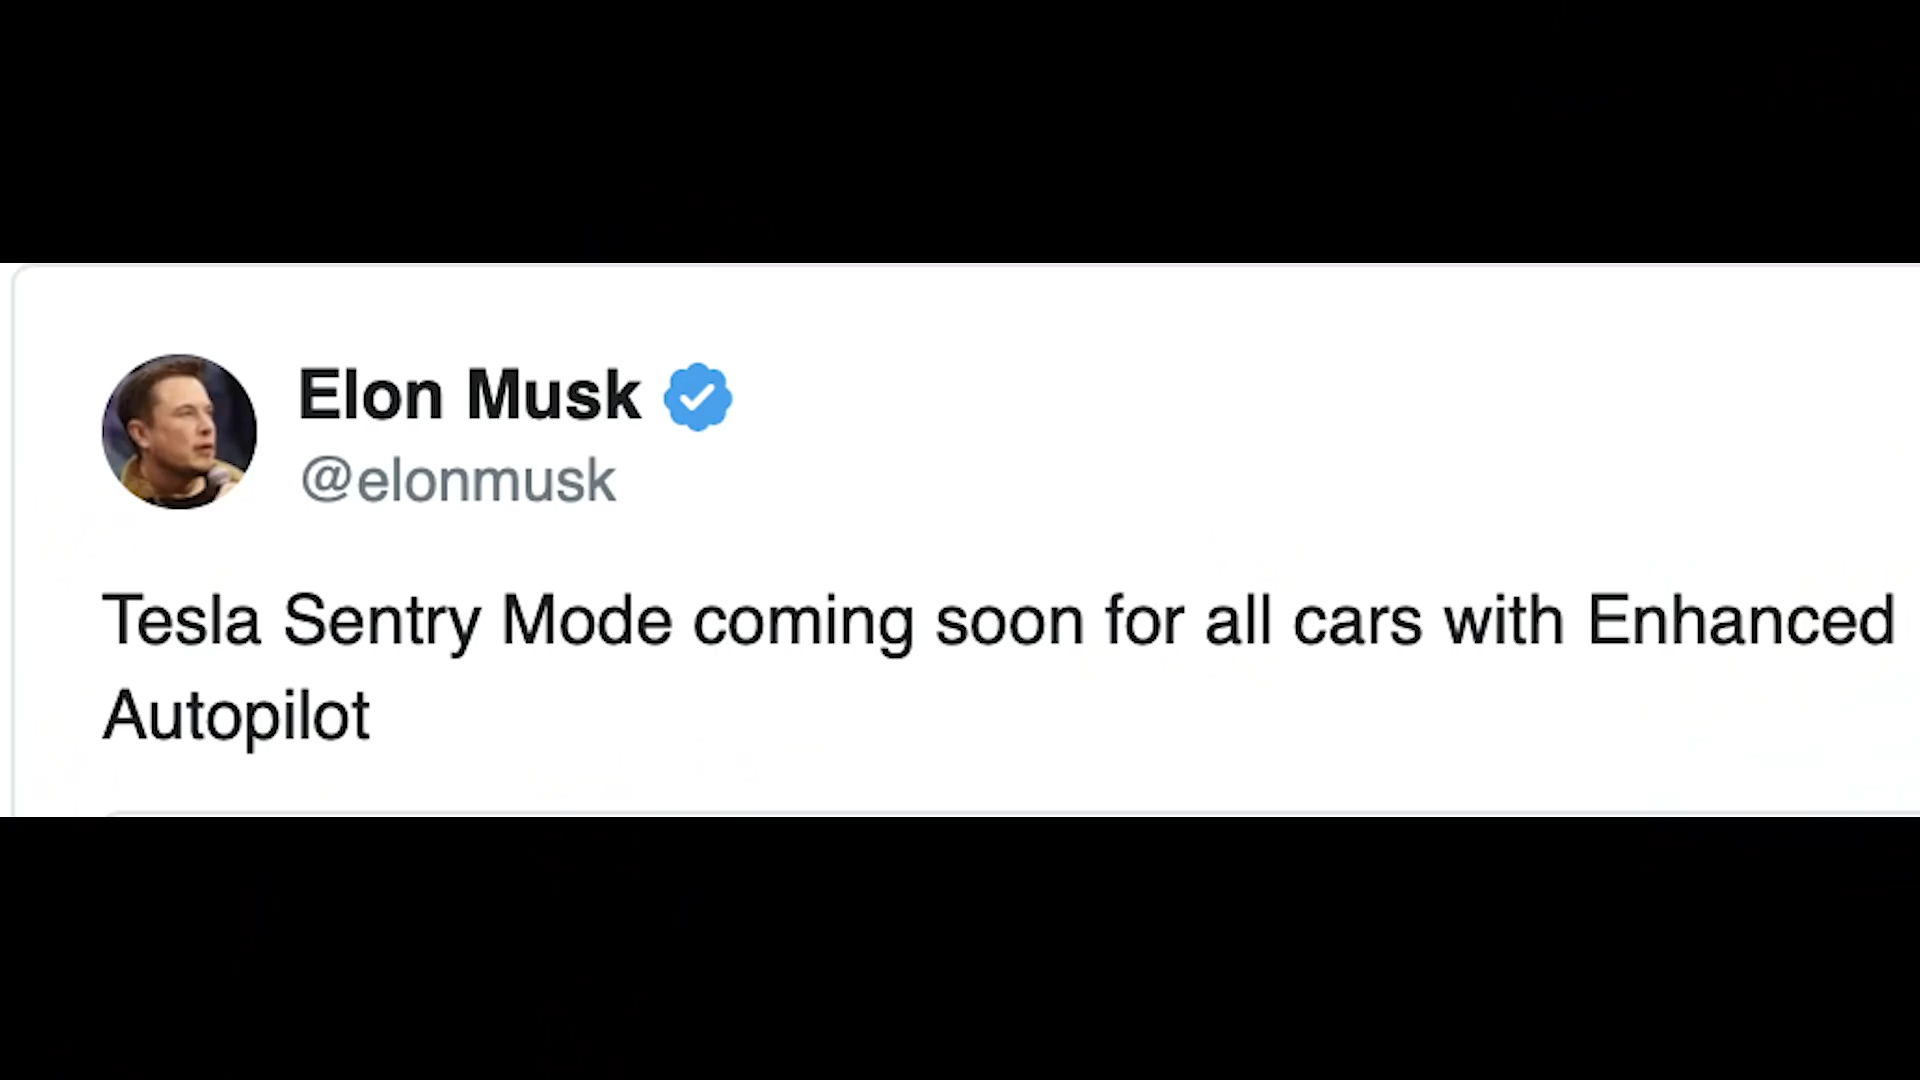 Elon Musk
@elonmusk
Tesla Sentry Mode coming soon for all cars with Enhanced
Autopilot